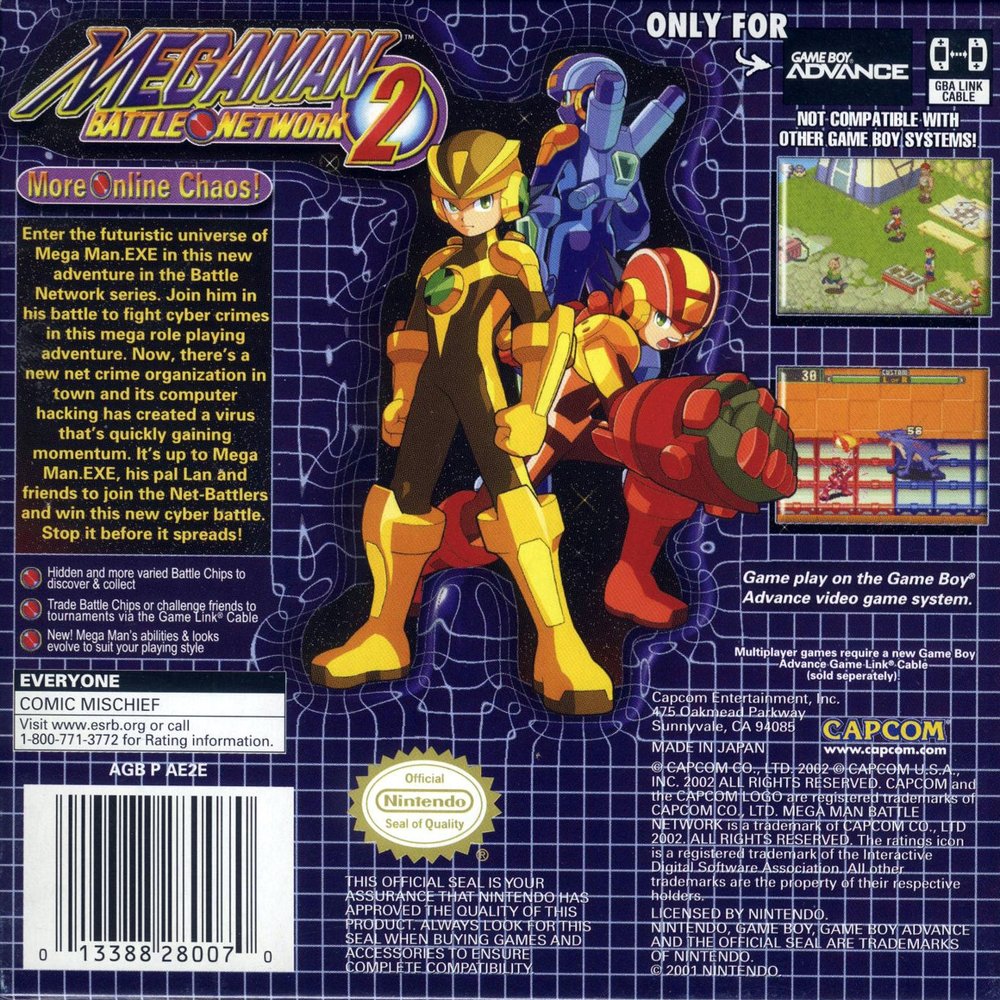 MEGAMAN™
BATTLE NETWORK 2
More Online Chaos!
Enter the futuristic universe of
Mega Man.EXE in this new
adventure in the Battle
Network series. Join him in
his battle to fight cyber crimes
in this mega role playing
adventure. Now, there's a
new net crime organization in
town and its computer
hacking has created a virus
that's quickly gaining
momentum. It's up to Mega
Man.EXE, his pal Lan and
friends to join the Net-Battlers
and win this new cyber battle.
Stop it before it spreads!
Hidden and more varied Battle Chips to
discover & collect
Trade Battle Chips or challenge friends to
tournaments via the Game Link® Cable
New! Mega Man's abilities & looks
evolve to suit your playing style
EVERYONE
COMIC MISCHIEF
Visit www.esrb.org or call
1-800-771-3772 for Rating information.
AGB P AE2E
0 13388 28007 0
ONLY FOR
GAME BOY
ADVANCE
GBA LINK
CABLE
NOT COMPATIBLE WITH
OTHER GAME BOY SYSTEMS!
30
CUSTOM
L or R
56
Game play on the Game Boy®
Advance video game system.
Multiplayer games require a new Game Boy
Advance Game Link® Cable
(sold seperately).
Capcom Entertainment, Inc.
475 Oakmead Parkway
Sunnyvale, CA 94085
CAPCOM
www.capcom.com
MADE IN JAPAN
© CAPCOM CO., LTD. 2002 © CAPCOM U.S.A.,
INC. 2002 ALL RIGHTS RESERVED. CAPCOM and
the CAPCOM LOGO are registered trademarks of
CAPCOM CO., LTD. MEGA MAN BATTLE
NETWORK is a trademark of CAPCOM CO., LTD
2002. ALL RIGHTS RESERVED. The ratings icon
is a registered trademark of the Interactive
Digital Software Association. All other
trademarks are the property of their respective
holders.
LICENSED BY NINTENDO.
NINTENDO, GAME BOY, GAME BOY ADVANCE
AND THE OFFICIAL SEAL ARE TRADEMARKS
OF NINTENDO.
© 2001 NINTENDO.
Official
Nintendo
Seal of Quality
®
THIS OFFICIAL SEAL IS YOUR
ASSURANCE THAT NINTENDO HAS
APPROVED THE QUALITY OF THIS
PRODUCT. ALWAYS LOOK FOR THIS
SEAL WHEN BUYING GAMES AND
ACCESSORIES TO ENSURE
COMPLETE COMPATIBILITY.